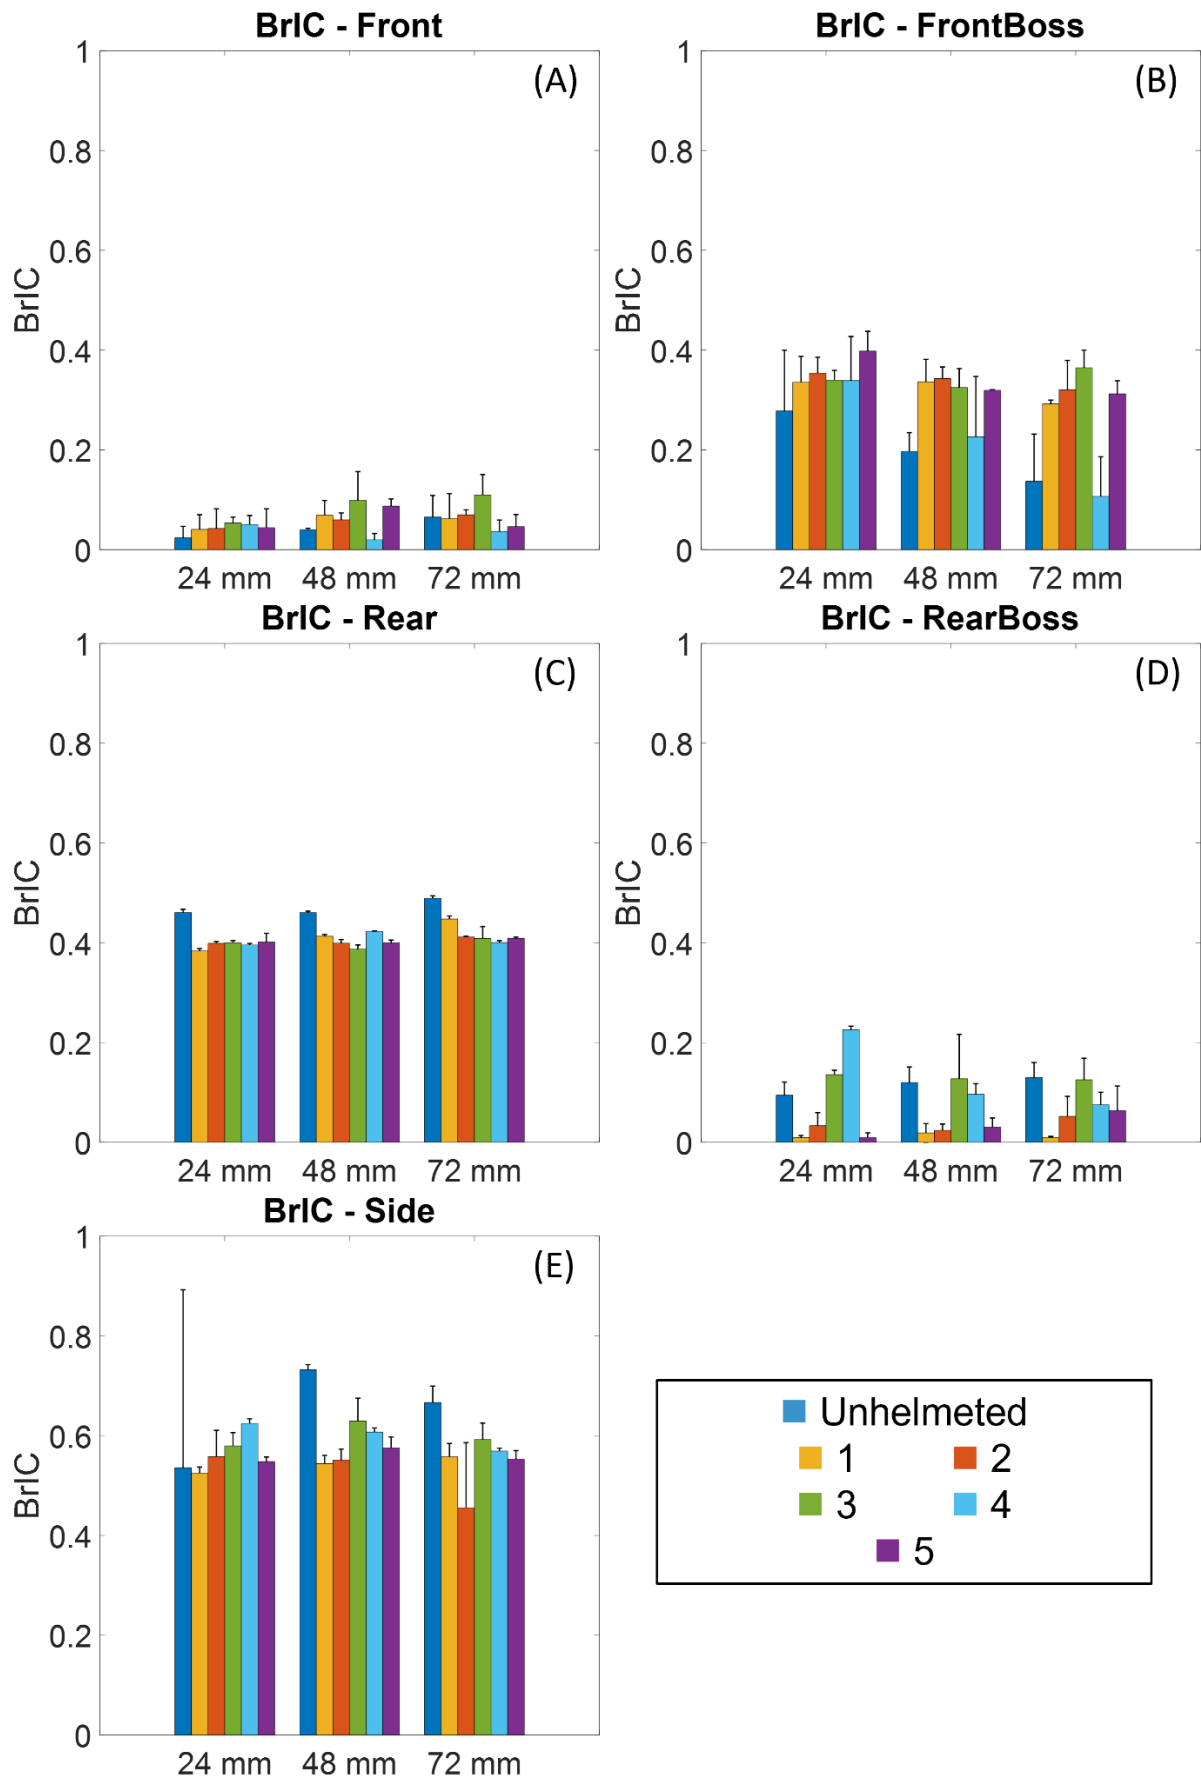 BrIC - Front
(A)
1
0.8
0.6
0.4
0.2
0
BrIC
24 mm 48 mm 72 mm
BrIC - FrontBoss
(B)
1
0.8
0.6
0.4
0.2
0
BrIC
24 mm 48 mm 72 mm
BrIC - Rear
(C)
1
0.8
0.6
0.4
0.2
0
BrIC
24 mm 48 mm 72 mm
BrIC - RearBoss
(D)
1
0.8
0.6
0.4
0.2
0
BrIC
24 mm 48 mm 72 mm
BrIC - Side
(E)
1
0.8
0.6
0.4
0.2
0
BrIC
24 mm 48 mm 72 mm
Unhelmeted
1 2
3 4
5